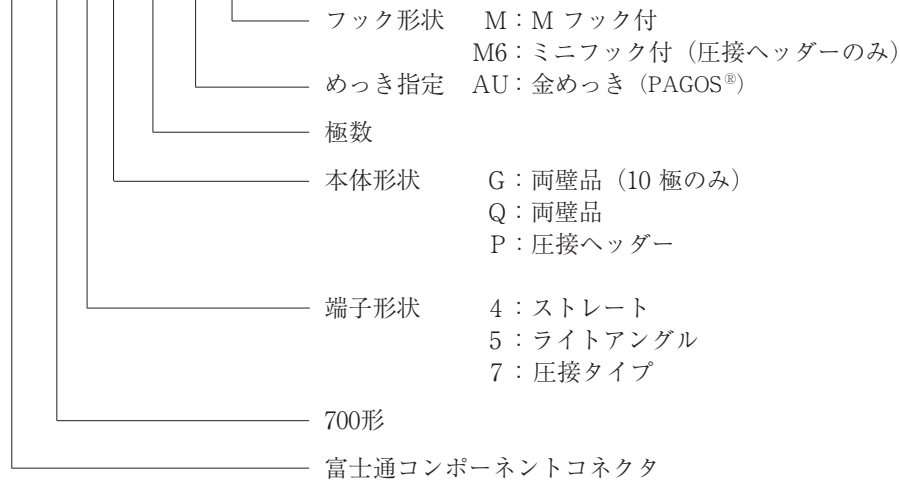 フック形状 M：M フック付
M6：ミニフック付（圧接ヘッダーのみ）
めっき指定 AU：金めっき（PAGOS®）
極数
本体形状 G：両壁品（10 極のみ）
Q：両壁品
P：圧接ヘッダー
端子形状 4：ストレート
5：ライトアングル
7：圧接タイプ
700形
富士通コンポーネントコネクタ